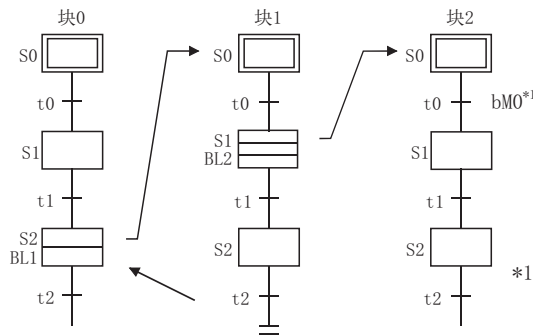 块0 块1 块2
S0 S0 S0
t0 t0 t0 bM0*1
S1 S1 S1
BL2
t1 t1 t1
S2 S2 S2
BL1 *1
t2 t2 t2